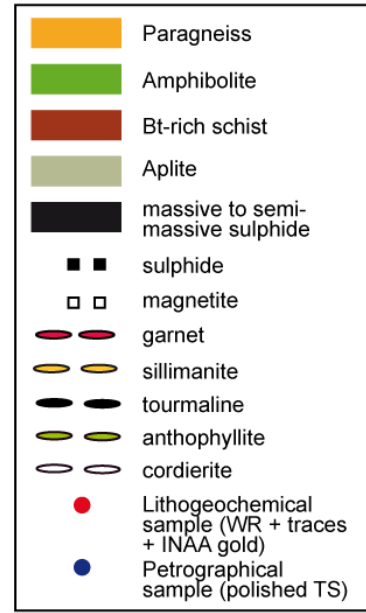 Paragneiss
Amphibolite
Bt-rich schist
Aplite
massive to semi-
massive sulphide
sulphide
magnetite
garnet
sillimanite
tourmaline
anthophyllite
cordierite
Lithogeochemical
sample (WR + traces
+ INAA gold)
Petrographical
sample (polished TS)